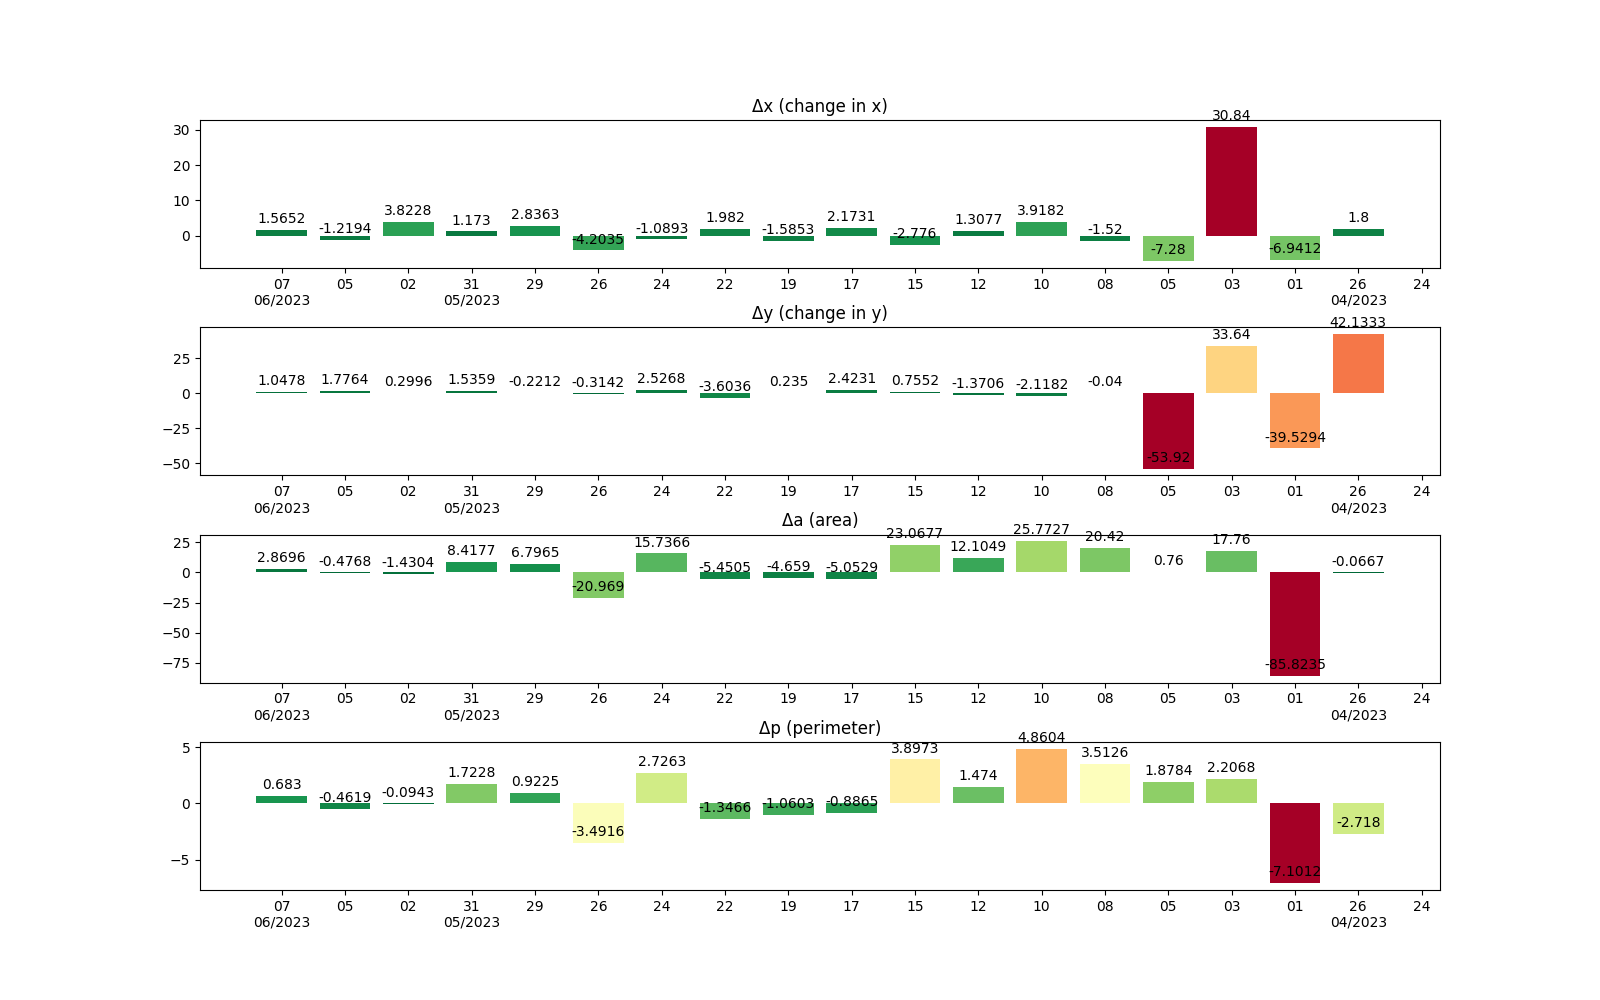 Δx (change in x)
30
20
10
0
1.5652 -1.2194 3.8228 1.173 2.8363 -4.2035 -1.0893 1.982 -1.5853 2.1731 -2.776 1.3077 3.9182 -1.52 -7.28 30.84 -6.9412 1.8
07 05 02 31 29 26 24 22 19 17 15 12 10 08 05 03 01 26 24
06/2023 05/2023 04/2023
Δy (change in y)
25
0
−25
−50
1.0478 1.7764 0.2996 1.5359 -0.2212 -0.3142 2.5268 -3.6036 0.235 2.4231 0.7552 -1.3706 -2.1182 -0.04 -53.92 33.64 -39.5294 42.1333
07 05 02 31 29 26 24 22 19 17 15 12 10 08 05 03 01 26 24
06/2023 05/2023 04/2023
Δa (area)
25
0
−25
−50
−75
2.8696 -0.4768 -1.4304 8.4177 6.7965 -20.969 15.7366 -5.4505 -4.659 -5.0529 23.0677 12.1049 25.7727 20.42 0.76 17.76 -85.8235 -0.0667
07 05 02 31 29 26 24 22 19 17 15 12 10 08 05 03 01 26 24
06/2023 05/2023 04/2023
Δp (perimeter)
5
0
−5
0.683 -0.4619 -0.0943 1.7228 0.9225 -3.4916 2.7263 -1.3466 -1.0603 -0.8865 3.8973 1.474 4.8604 3.5126 1.8784 2.2068 -7.1012 -2.718
07 05 02 31 29 26 24 22 19 17 15 12 10 08 05 03 01 26 24
06/2023 05/2023 04/2023